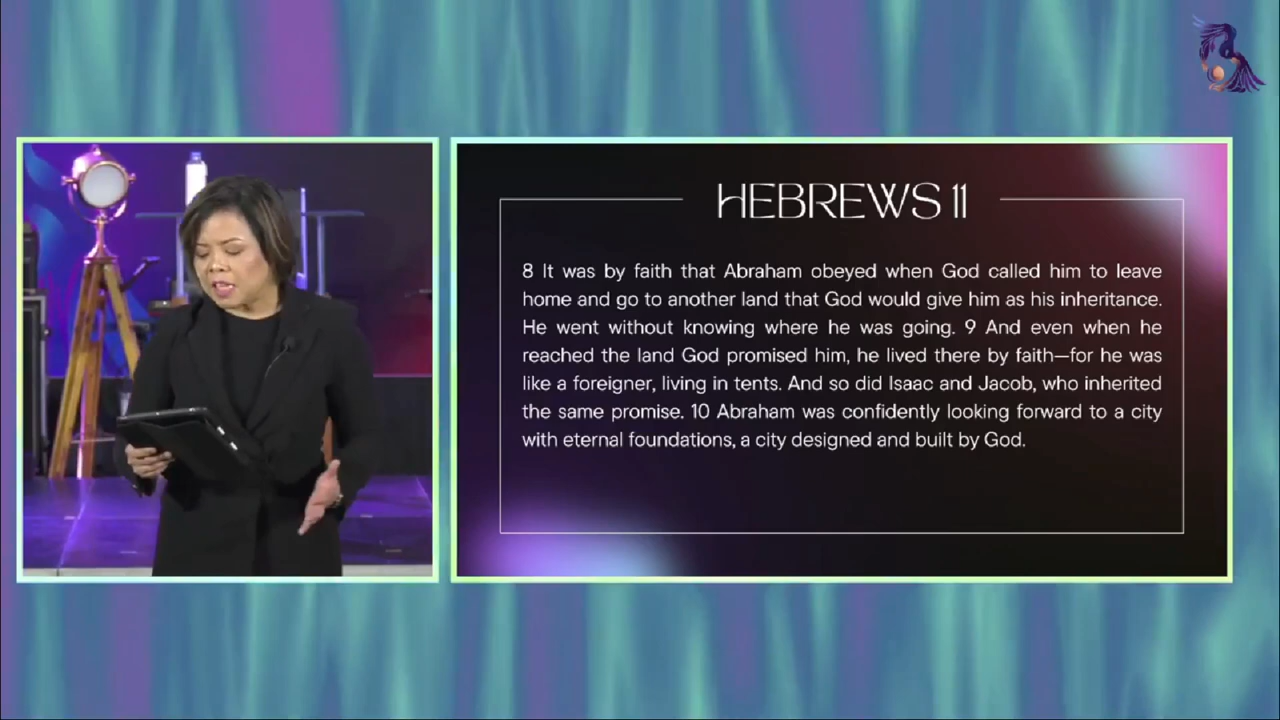 HEBREWS 11
8 It was by faith that Abraham obeyed when God called him to leave
home and go to another land that God would give him as his inheritance.
He went without knowing where he was going. 9 And even when he
reached the land God promised him, he lived there by faith—for he was
like a foreigner, living in tents. And so did Isaac and Jacob, who inherited
the same promise. 10 Abraham was confidently looking forward to a city
with eternal foundations, a city designed and built by God.